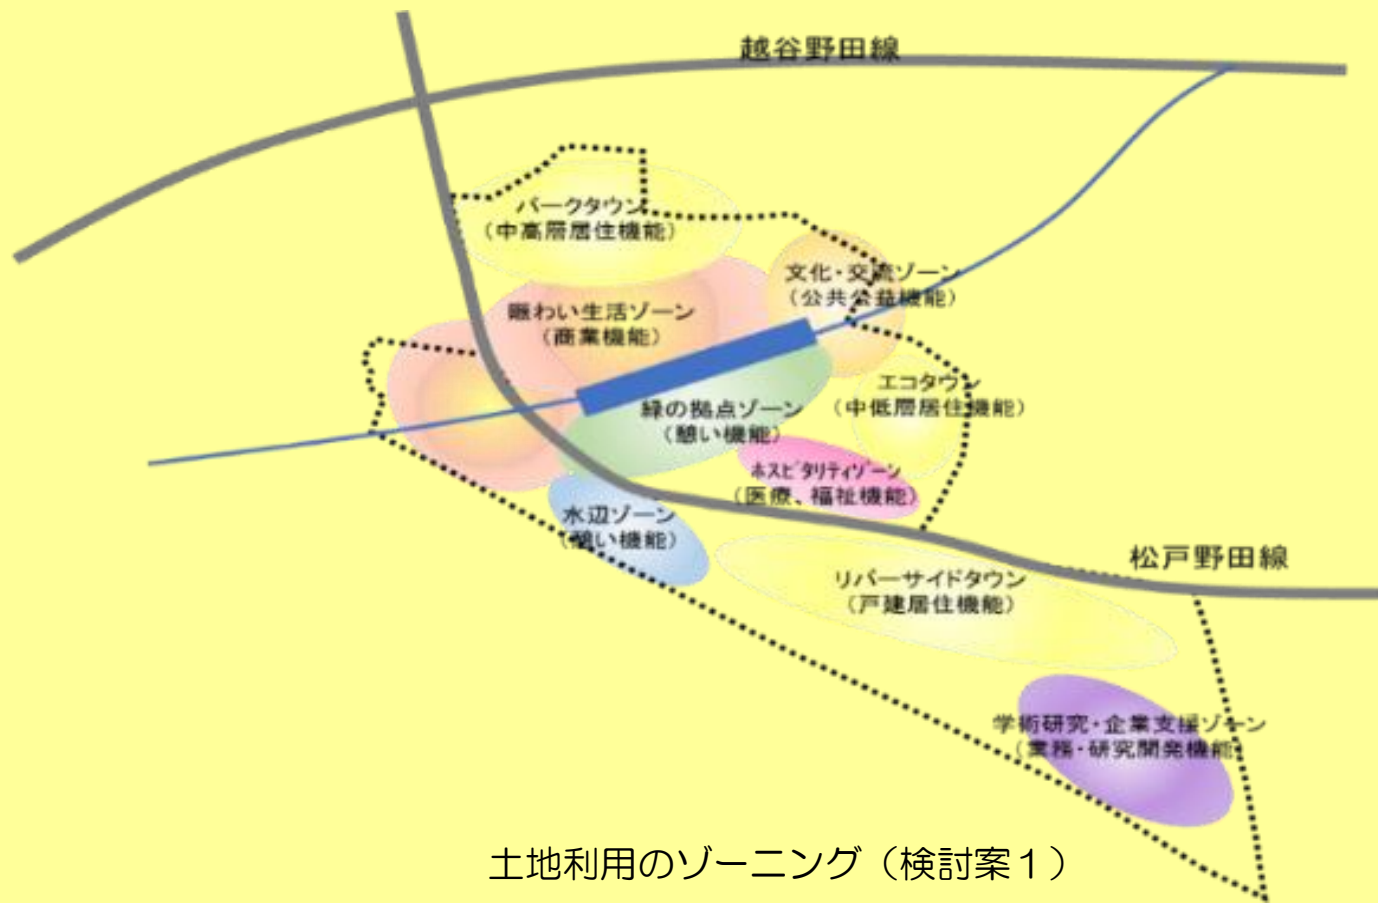 越谷野田線
パークタウン
（中高層居住機能）
文化・交流ゾーン
（公共公益機能）
賑わい生活ゾーン
（商業機能）
エコタウン
（中低層居住機能）
緑の拠点ゾーン
（憩い機能）
ホスピタリティゾーン
（医療、福祉機能）
水辺ゾーン
（憩い機能）
松戸野田線
リバーサイドタウン
（戸建居住機能）
学術研究・企業支援ゾーン
（業務・研究開発機能）
土地利用のゾーニング（検討案１）